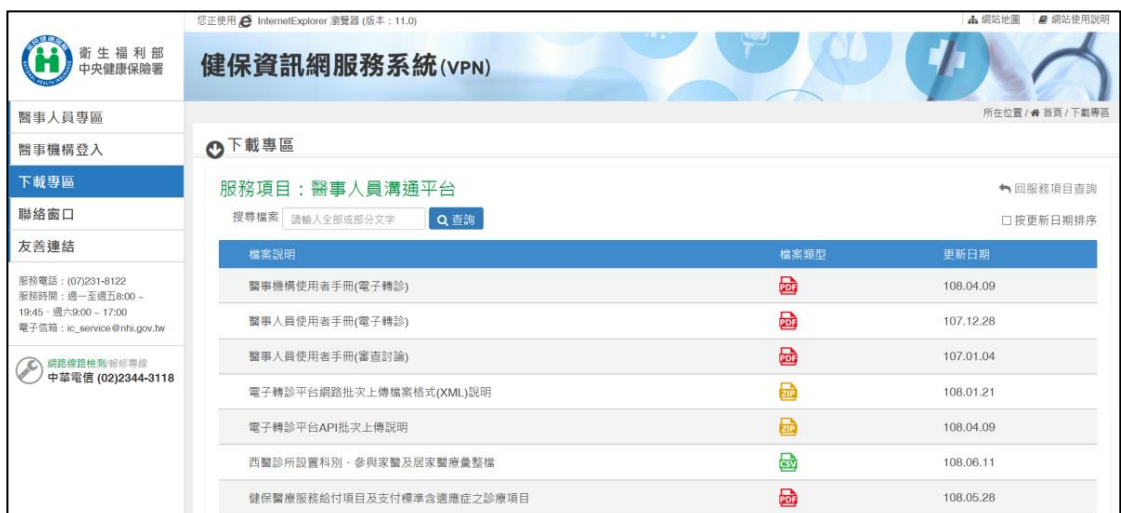 您正使用 InternetExplorer 瀏覽器 (版本：11.0)
網站地圖 網站使用說明
衛生福利部
中央健康保險署
健保資訊網服務系統(VPN)
所在位置 / 首頁 / 下載專區
醫事人員專區
醫事機構登入
下載專區
聯絡窗口
友善連結
服務電話：(07)231-8122
服務時間：週一至週五8:00 ~
19:45、週六9:00 ~ 17:00
電子信箱：ic_service@nhi.gov.tw
網路線路檢測/報修專線
中華電信 (02)2344-3118
下載專區
服務項目：醫事人員溝通平台
回服務項目查詢
搜尋檔案 請輸入全部或部分文字 查詢
按更新日期排序
檔案說明 檔案類型 更新日期
醫事機構使用者手冊(電子轉診) PDF 108.04.09
醫事人員使用者手冊(電子轉診) PDF 107.12.28
醫事人員使用者手冊(審查討論) PDF 107.01.04
電子轉診平台網路批次上傳檔案格式(XML)說明 ZIP 108.01.21
電子轉診平台API批次上傳說明 ZIP 108.04.09
西醫診所設置科別、參與家醫及居家醫療彙整檔 CSV 108.06.11
健保醫療服務給付項目及支付標準含適應症之診療項目 PDF 108.05.28